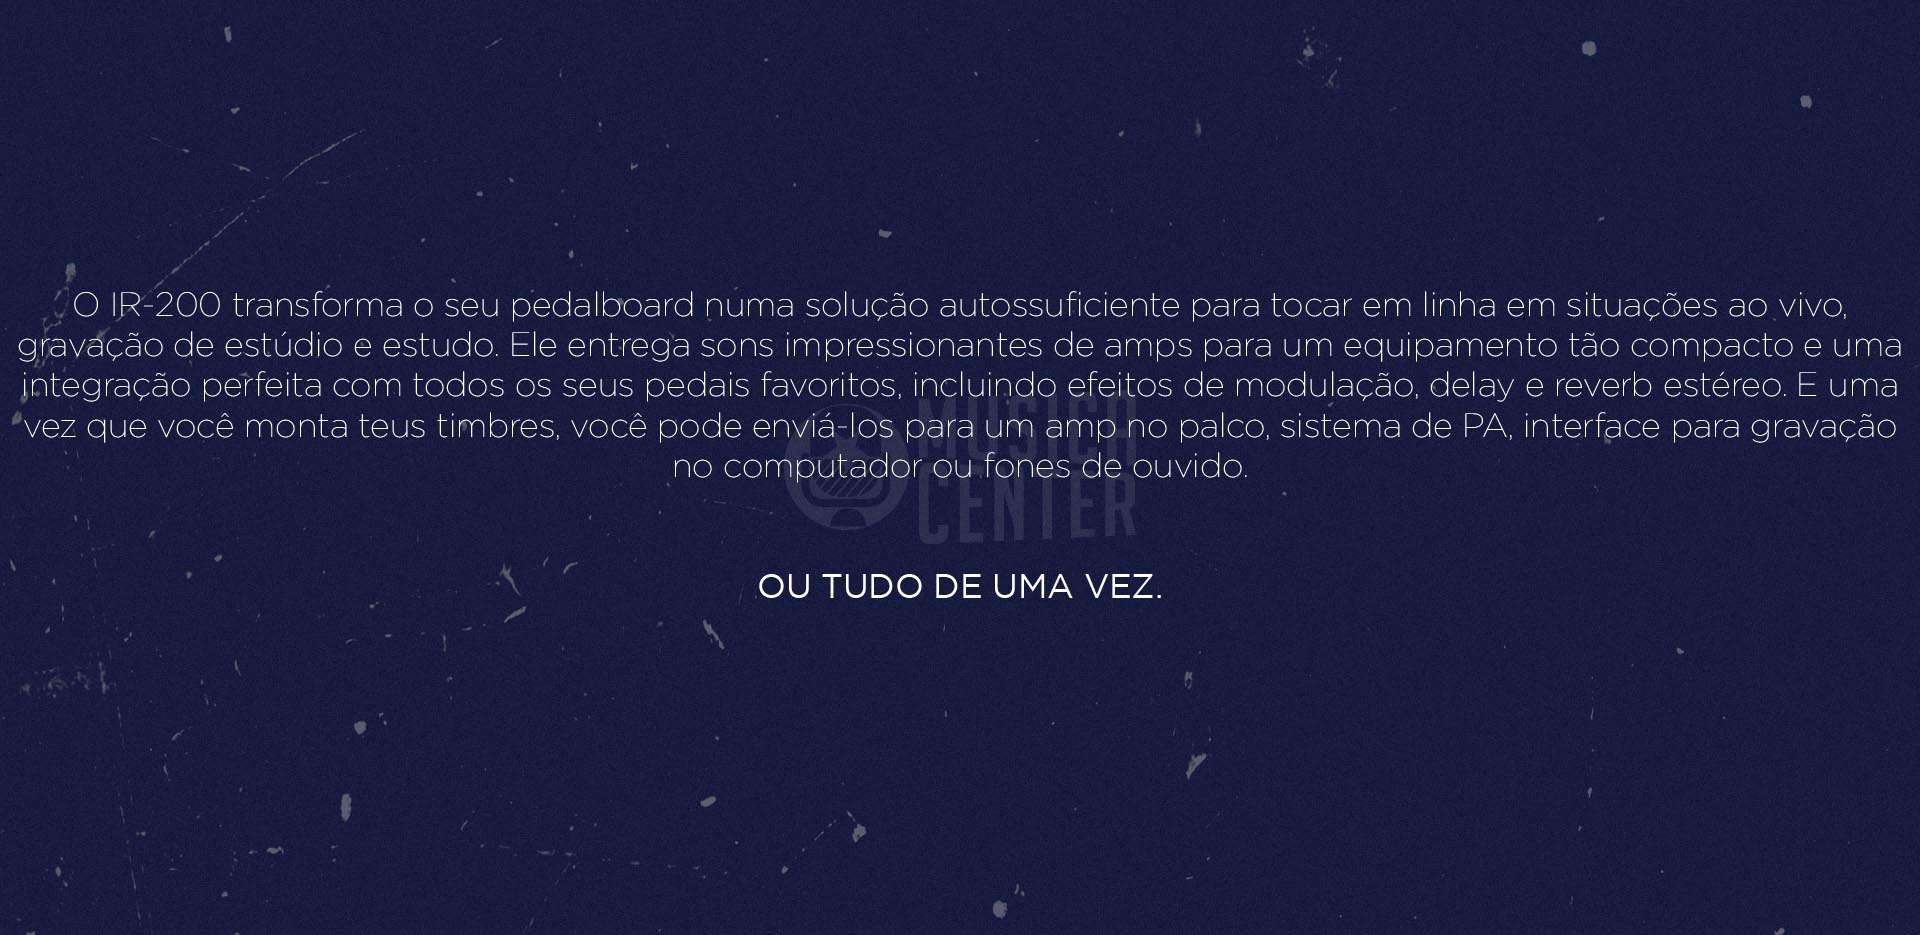 O IR-200 transforma o seu pedalboard numa solução autossuficiente para tocar em linha em situações ao vivo,
gravação de estúdio e estudo. Ele entrega sons impressionantes de amps para um equipamento tão compacto e uma
integração perfeita com todos os seus pedais favoritos, incluindo efeitos de modulação, delay e reverb estéreo. E uma
vez que você monta teus timbres, você pode enviá-los para um amp no palco, sistema de PA, interface para gravação
no computador ou fones de ouvido.
MUSICA
CENTER
OU TUDO DE UMA VEZ.